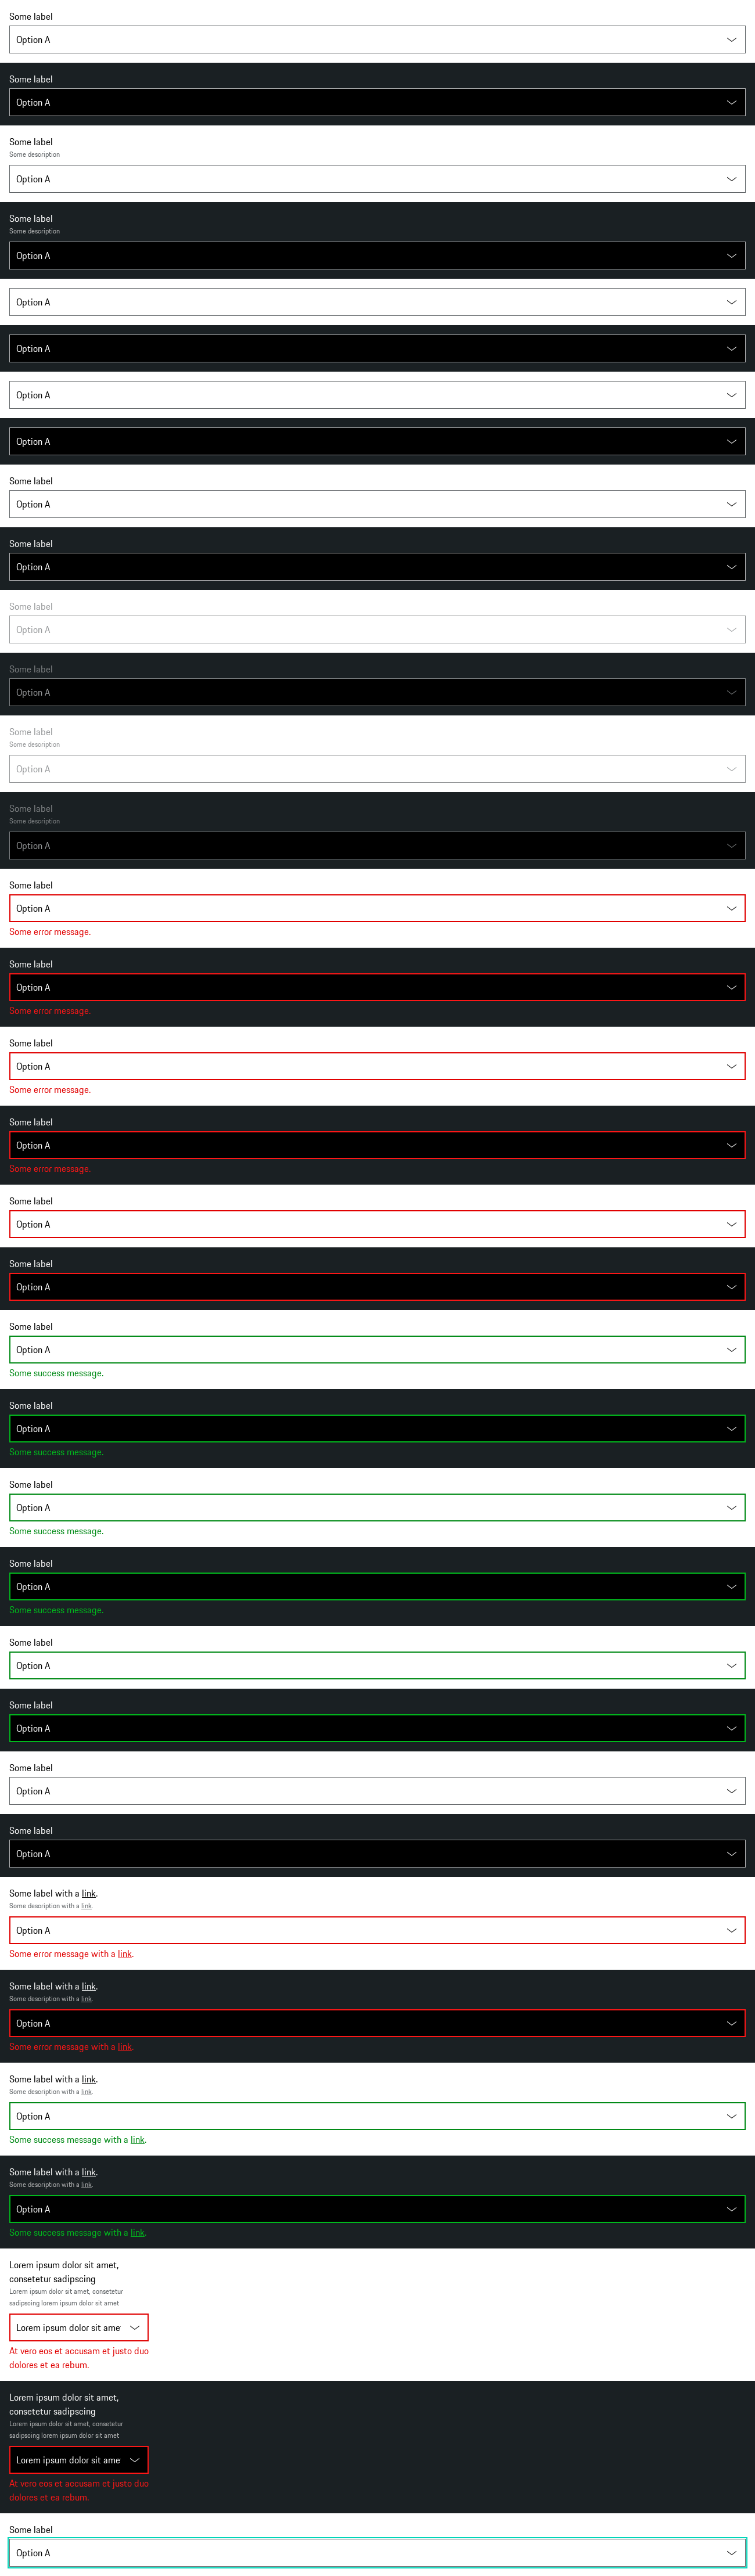 Some label
Option A
Some label
Option A
Some label
Some description
Option A
Some label
Some description
Option A
Option A
Option A
Option A
Option A
Some label
Option A
Some label
Option A
Some label
Option A
Some label
Option A
Some label
Some description
Option A
Some label
Some description
Option A
Some label
Option A
Some error message.
Some label
Option A
Some error message.
Some label
Option A
Some error message.
Some label
Option A
Some error message.
Some label
Option A
Some label
Option A
Some label
Option A
Some success message.
Some label
Option A
Some success message.
Some label
Option A
Some success message.
Some label
Option A
Some success message.
Some label
Option A
Some label
Option A
Some label
Option A
Some label
Option A
Some label with a link.
Some description with a link.
Option A
Some error message with a link.
Some label with a link.
Some description with a link.
Option A
Some error message with a link.
Some label with a link.
Some description with a link.
Option A
Some success message with a link.
Some label with a link.
Some description with a link.
Option A
Some success message with a link.
Lorem ipsum dolor sit amet,
consetetur sadipscing
Lorem ipsum dolor sit amet, consetetur
sadipscing lorem ipsum dolor sit amet
Lorem ipsum dolor sit ame
At vero eos et accusam et justo duo
dolores et ea rebum.
Lorem ipsum dolor sit amet,
consetetur sadipscing
Lorem ipsum dolor sit amet, consetetur
sadipscing lorem ipsum dolor sit amet
Lorem ipsum dolor sit ame
At vero eos et accusam et justo duo
dolores et ea rebum.
Some label
Option A